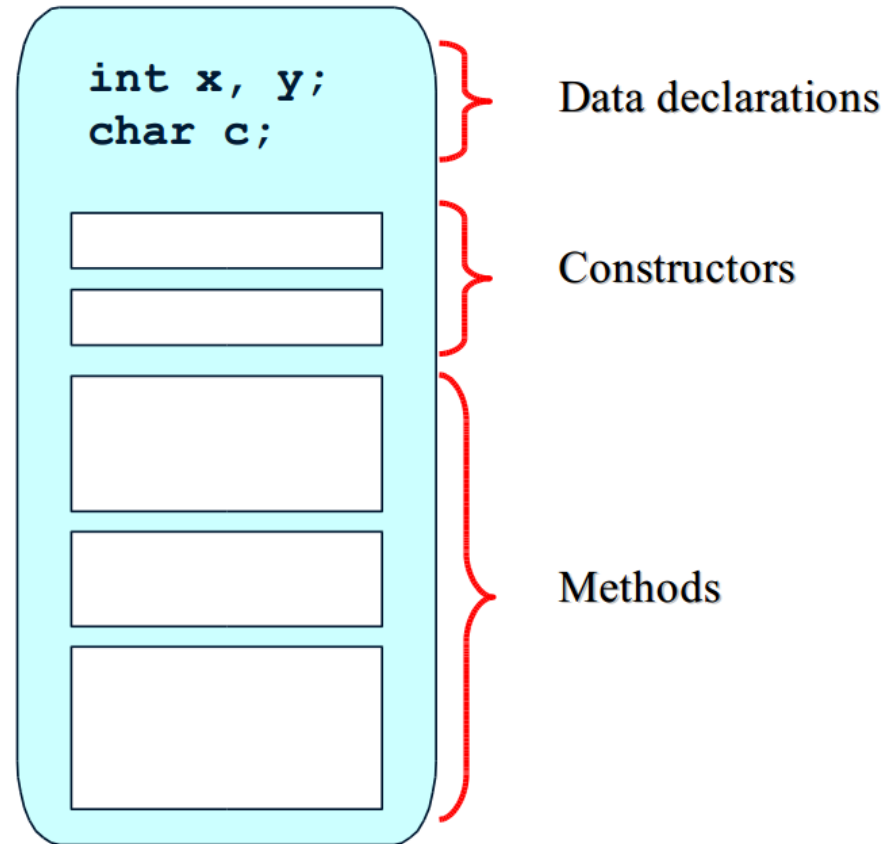 int x, y;
char c;
Data declarations
Constructors
Methods